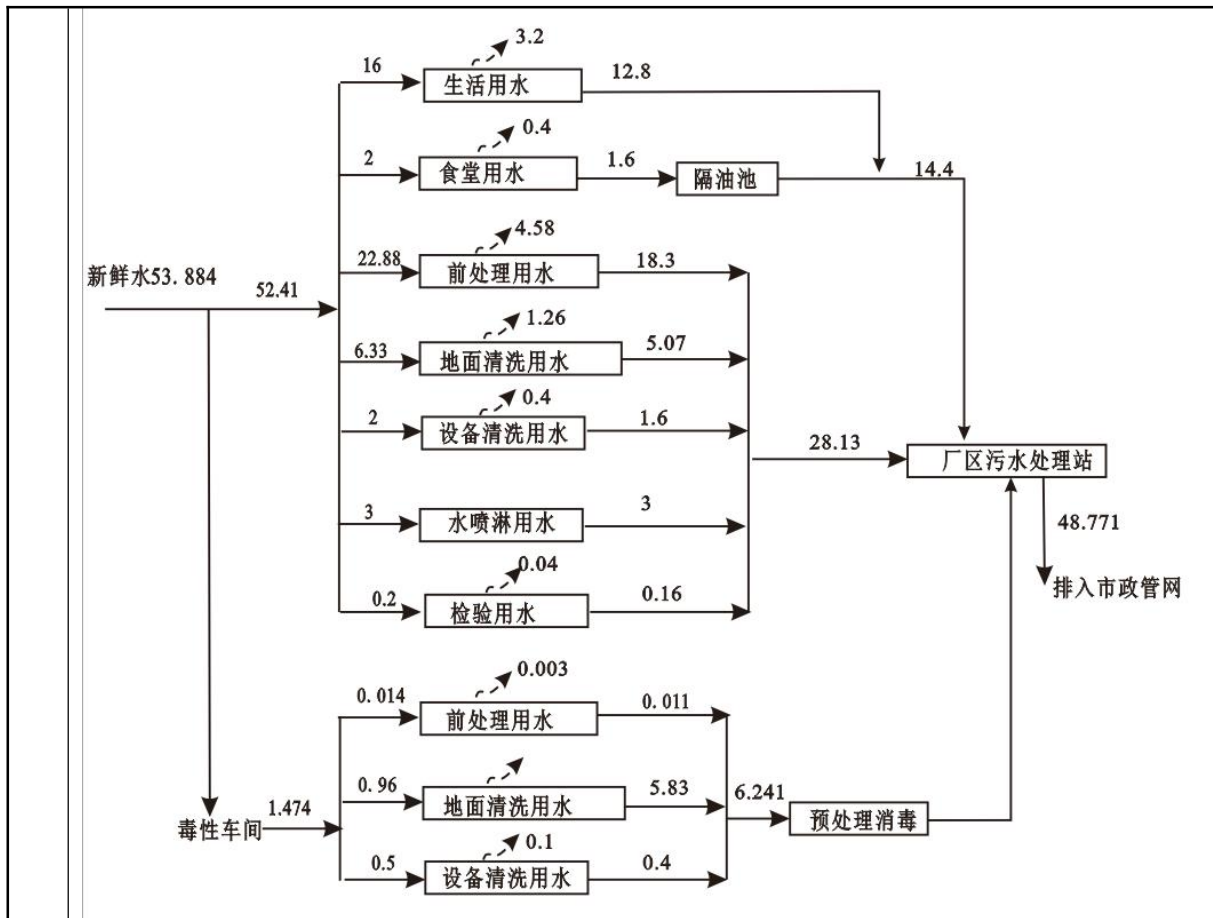 3.2
16
生活用水
12.8
0.4
2
食堂用水
1.6
隔油池
14.4
4.58
新鲜水53.884
52.41
22.88
前处理用水
18.3
1.26
6.33
地面清洗用水
5.07
0.4
2
设备清洗用水
1.6
28.13
厂区污水处理站
3
水喷淋用水
3
48.771
0.04
排入市政管网
0.2
检验用水
0.16
0.003
0.014
前处理用水
0.011
0.96
地面清洗用水
5.83
6.241
预处理消毒
毒性车间
1.474
0.1
0.5
设备清洗用水
0.4